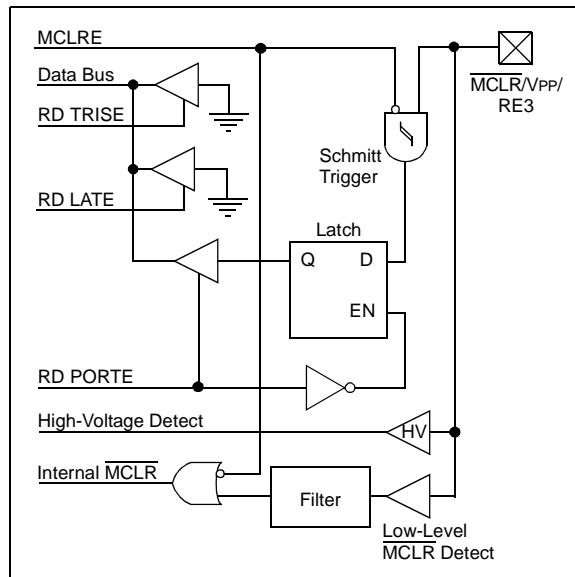 MCLRE
Data Bus
RD TRISE
MCLR/VPP/
RE3
Schmitt
Trigger
RD LATE
Latch
Q D
EN
RD PORTE
High-Voltage Detect
HV
Internal MCLR
Filter
Low-Level
MCLR Detect